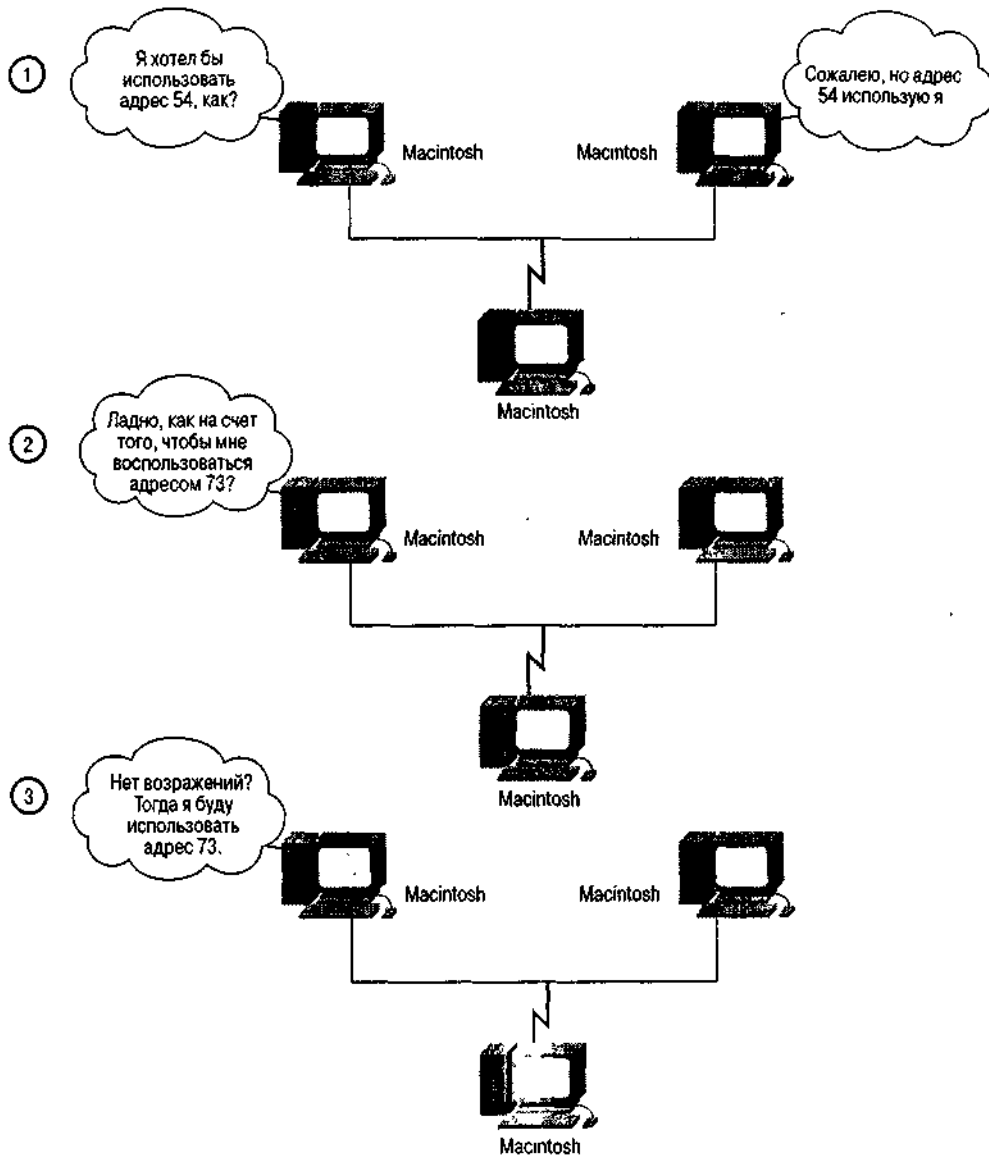 1
Я хотел бы
использовать
адрес 54, как?
Сожалею, но адрес
54 использую я
Macintosh
Macintosh
Macintosh
2
Ладно, как на счет
того, чтобы мне
воспользоваться
адресом 73?
Macintosh
Macintosh
Macintosh
3
Нет возражений?
Тогда я буду
использовать
адрес 73.
Macintosh
Macintosh
Macintosh